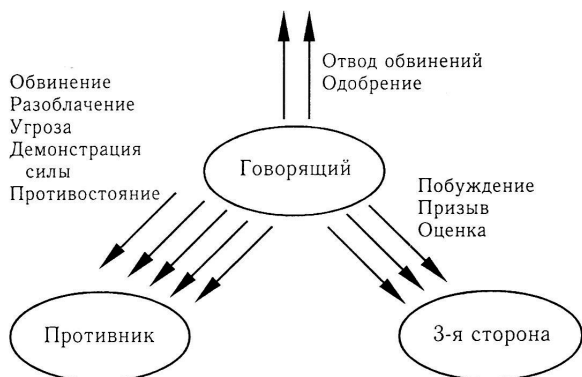 Отвод обвинений
Одобрение
Обвинение
Разоблачение
Угроза
Демонстрация
силы
Противостояние
Говорящий
Побуждение
Призыв
Оценка
Противник
3-я сторона